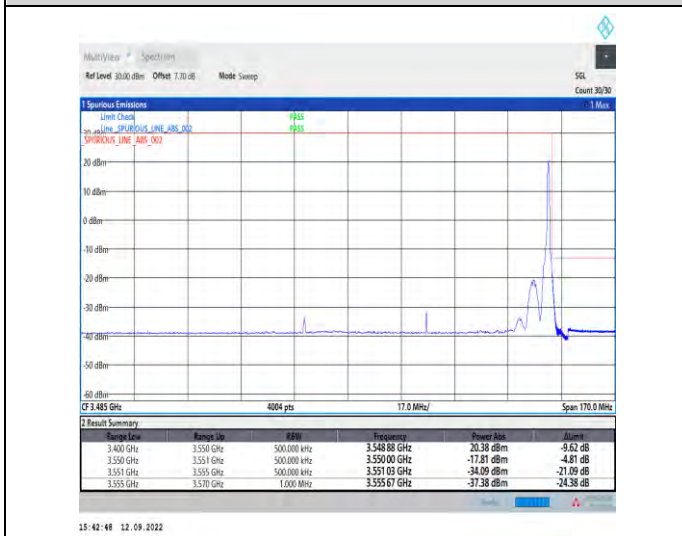 MultiView Spectrum
Ref Level 30.00 dBm Offset 7.70 dB Mode Sweep SGL
Count 30/30
1 Spurious Emissions 1 Max
Limit Check PASS
Line _SPURIOUS_LINE_ABS_002 PASS
_SPURIOUS_LINE_ABS_002
20 dBm
10 dBm
0 dBm
-10 dBm
-20 dBm
-30 dBm
-40 dBm
-50 dBm
-60 dBm
CF 3.485 GHz 4004 pts 17.0 MHz/ Span 170.0 MHz
2 Result Summary
Range Low Range Up RBW Frequency Power Abs ΔLimit
3.400 GHz 3.550 GHz 500.000 kHz 3.548 88 GHz 20.38 dBm -9.62 dB
3.550 GHz 3.551 GHz 500.000 kHz 3.550 00 GHz -17.81 dBm -4.81 dB
3.551 GHz 3.555 GHz 500.000 kHz 3.551 03 GHz -34.09 dBm -21.09 dB
3.555 GHz 3.570 GHz 1.000 MHz 3.555 67 GHz -37.38 dBm -24.38 dB
15:42:48 12.09.2022